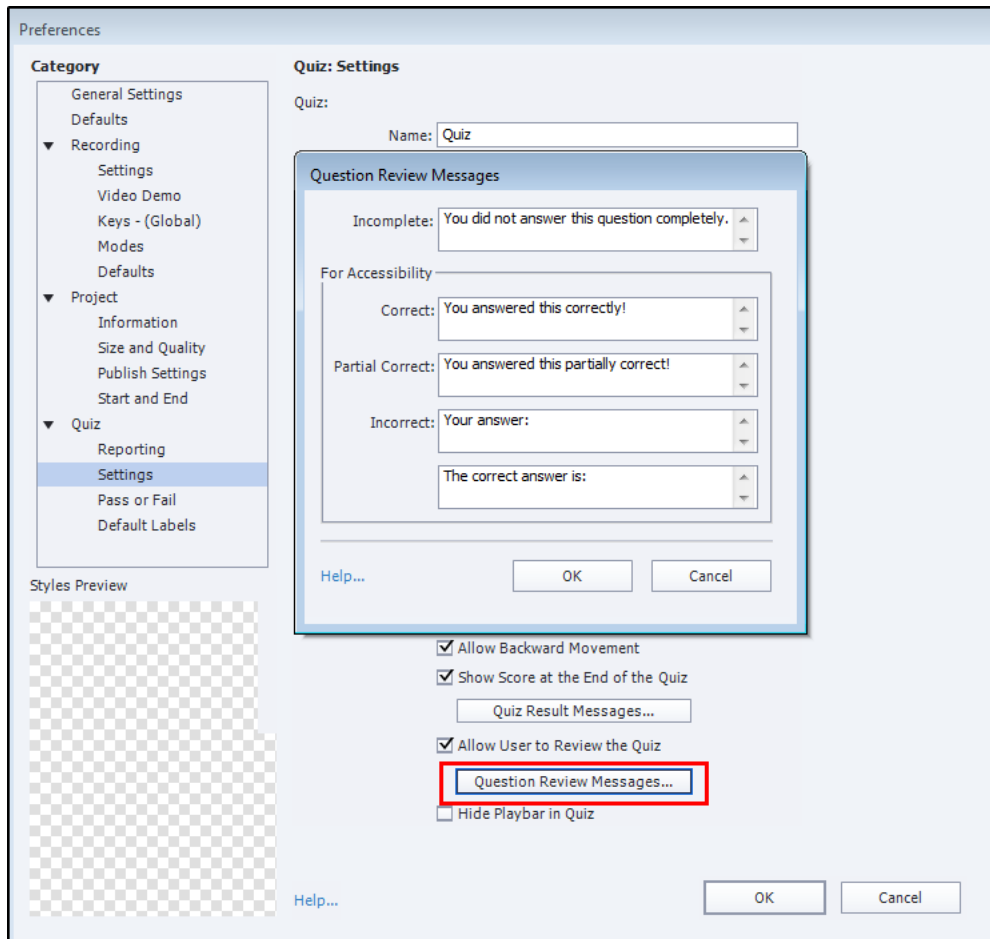 Preferences
Category
General Settings
Defaults
Recording
Settings
Video Demo
Keys - (Global)
Modes
Defaults
Project
Information
Size and Quality
Publish Settings
Start and End
Quiz
Reporting
Settings
Pass or Fail
Default Labels
Styles Preview
Quiz: Settings
Quiz:
Name: Quiz
Question Review Messages
Incomplete: You did not answer this question completely.
For Accessibility
Correct: You answered this correctly!
Partial Correct: You answered this partially correct!
Incorrect: Your answer:
The correct answer is:
Help... OK Cancel
Allow Backward Movement
Show Score at the End of the Quiz
Quiz Result Messages...
Allow User to Review the Quiz
Question Review Messages...
Hide Playbar in Quiz
Help... OK Cancel